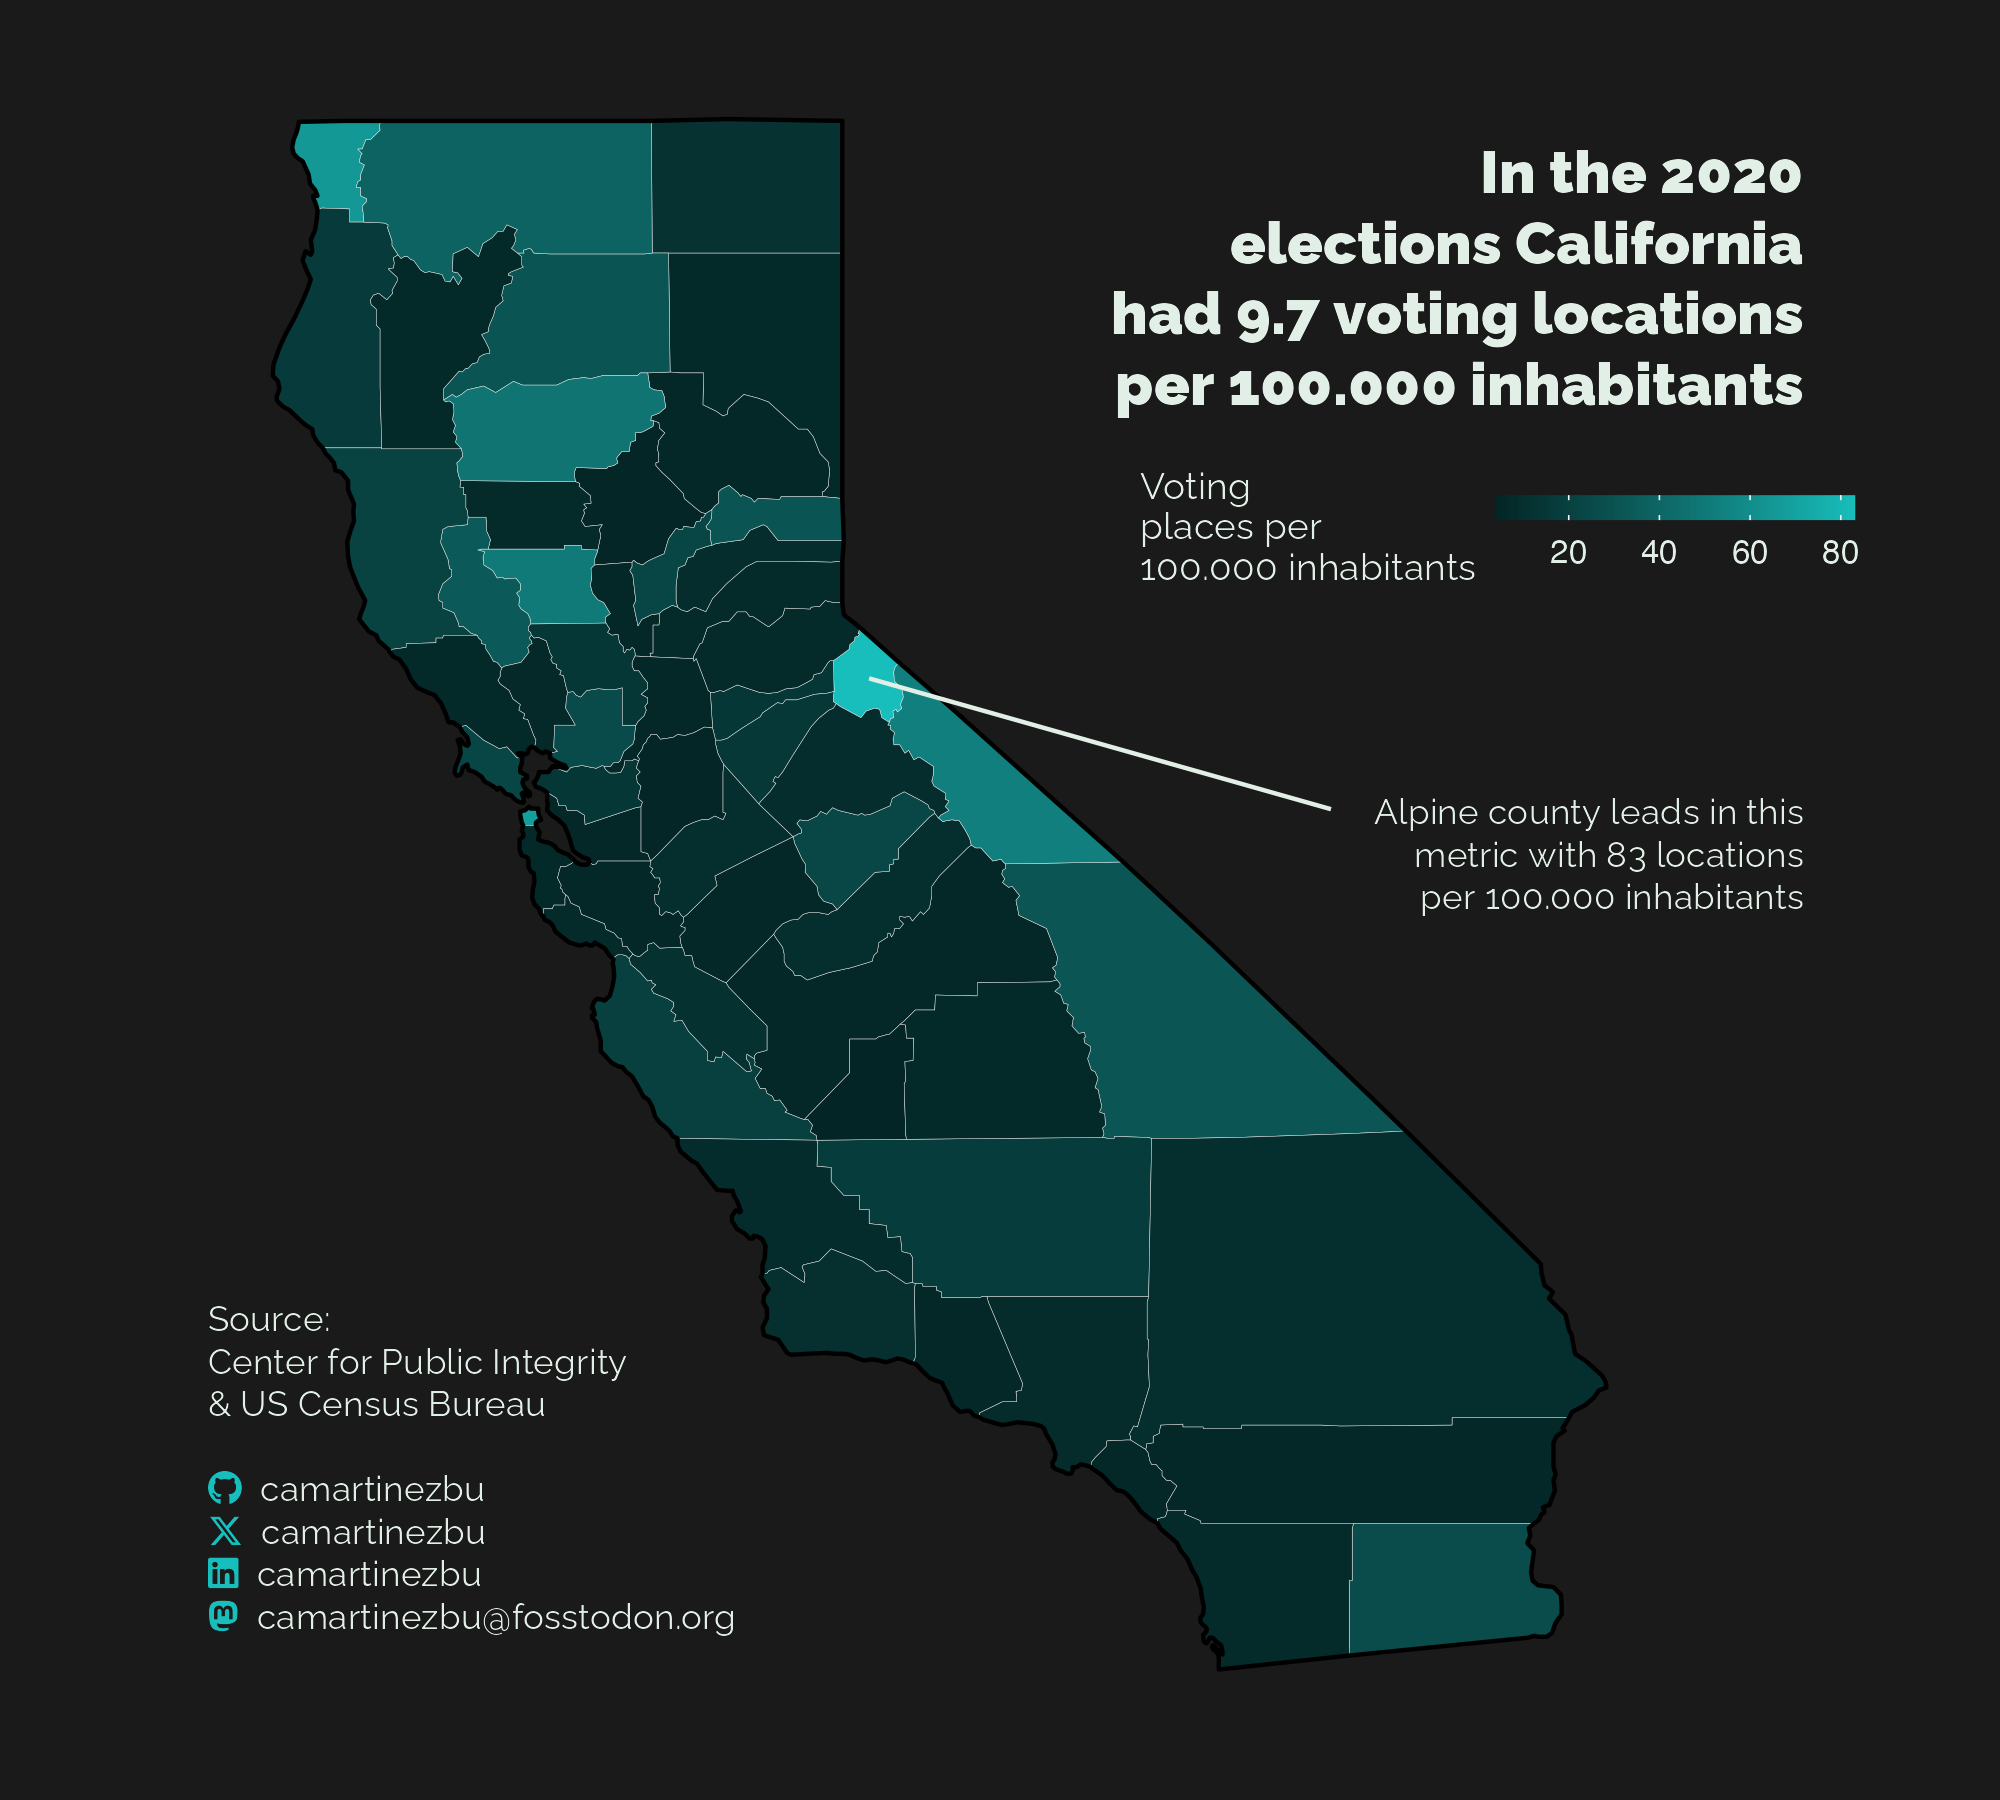 In the 2020
elections California
had 9.7 voting locations
per 100.000 inhabitants
Voting
places per
100.000 inhabitants
20 40 60 80
Alpine county leads in this
metric with 83 locations
per 100.000 inhabitants
Source:
Center for Public Integrity
& US Census Bureau
camartinezbu
camartinezbu
camartinezbu
camartinezbu@fosstodon.org